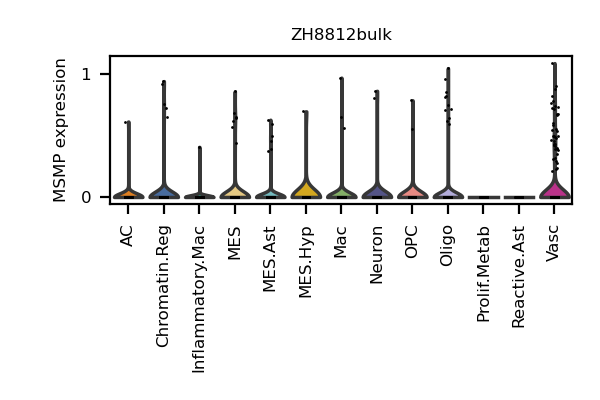 ZH8812bulk
MSMP expression
1
0
AC
Chromatin.Reg
Inflammatory.Mac
MES
MES.Ast
MES.Hyp
Mac
Neuron
OPC
Oligo
Prolif.Metab
Reactive.Ast
Vasc